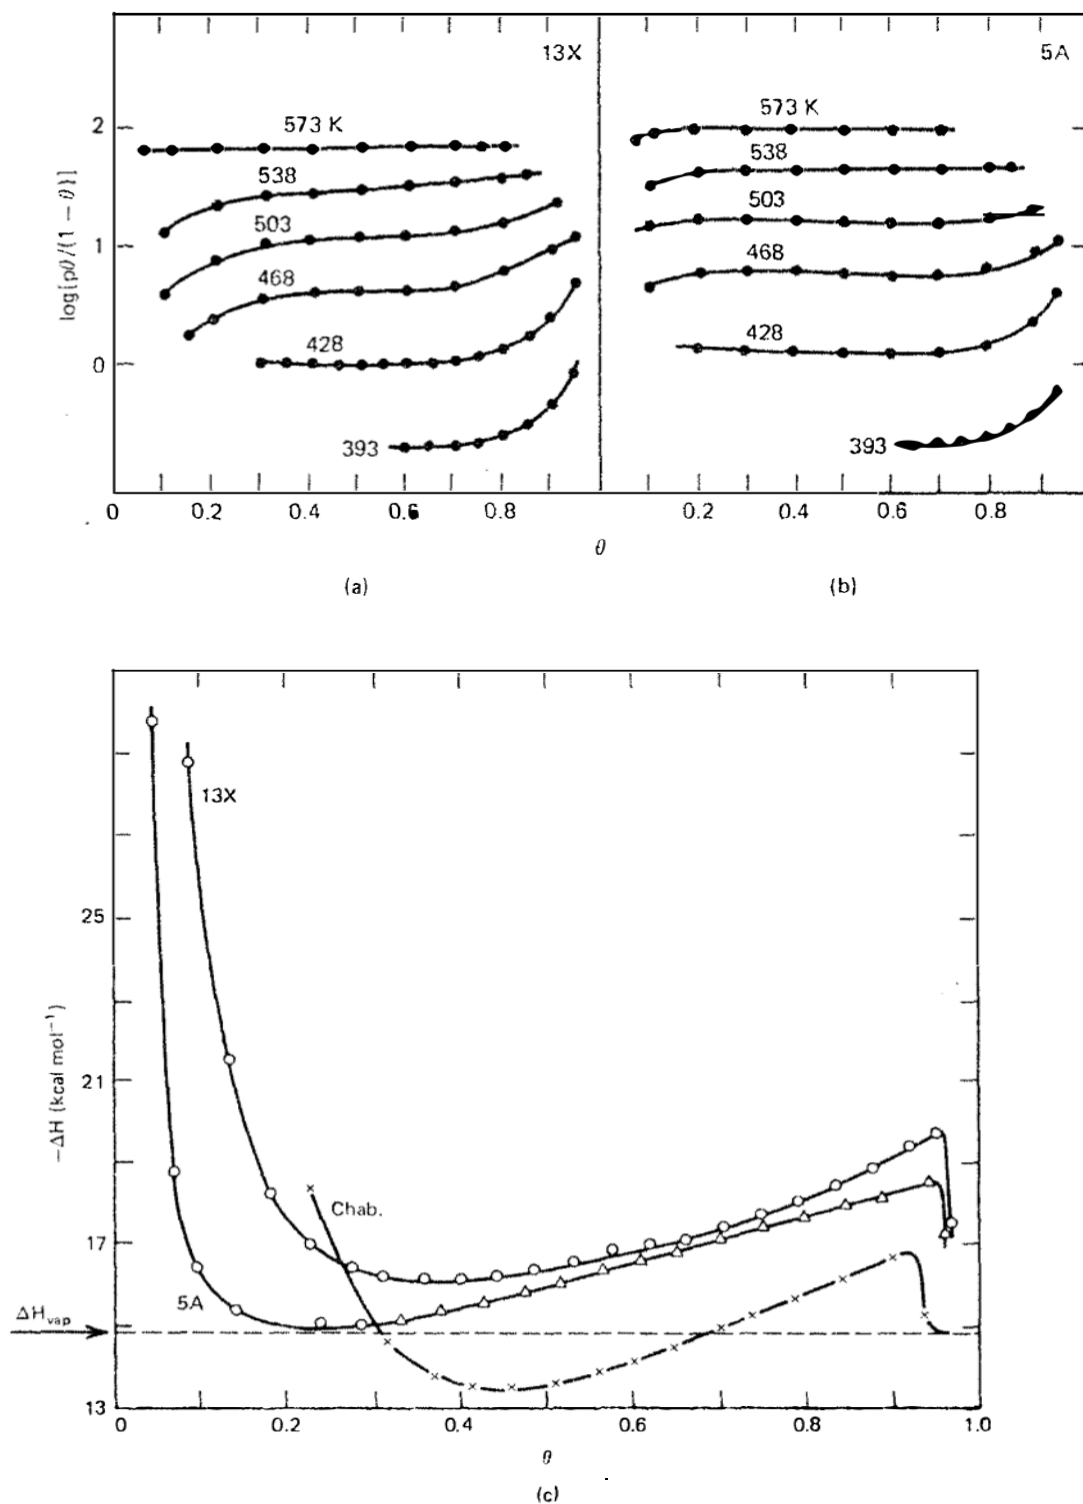 13X
5A
573 K
573 K
2
538
538
503
503
1
468
468
428
428
0
393
393
log[pθ/(1 − θ)]
0 0.2 0.4 0.6 0.8 0.2 0.4 0.6 0.8
θ
(a) (b)
13X
25
−ΔH (kcal mol⁻¹)
21
Chab.
17
5A
ΔHvap
13
0 0.2 0.4 0.6 0.8 1.0
θ
(c)